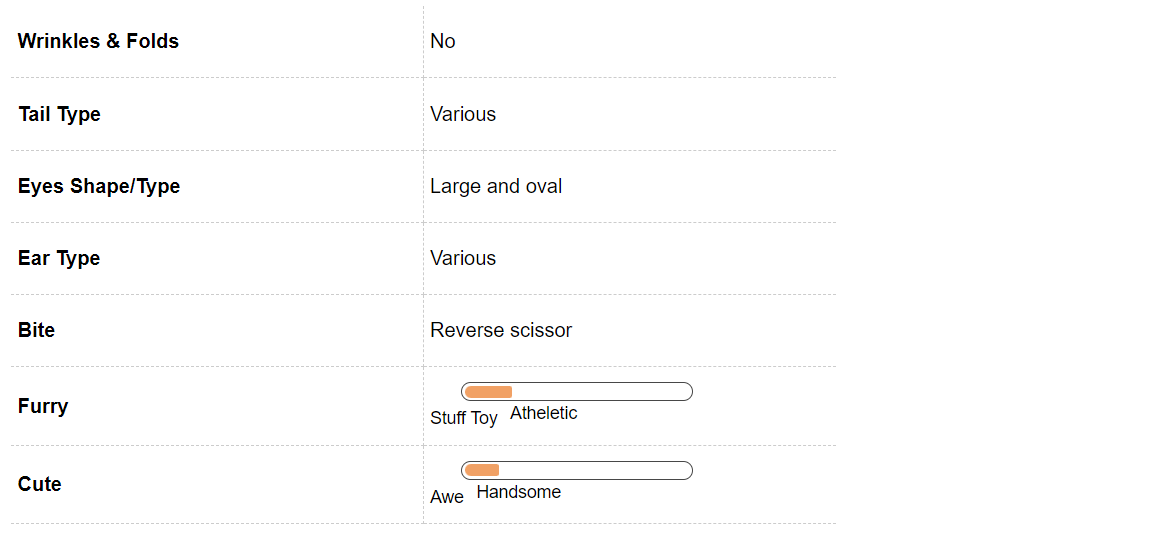 Wrinkles & Folds No
Tail Type Various
Eyes Shape/Type Large and oval
Ear Type Various
Bite Reverse scissor
Furry
Stuff Toy Atheletic
Cute
Awe Handsome